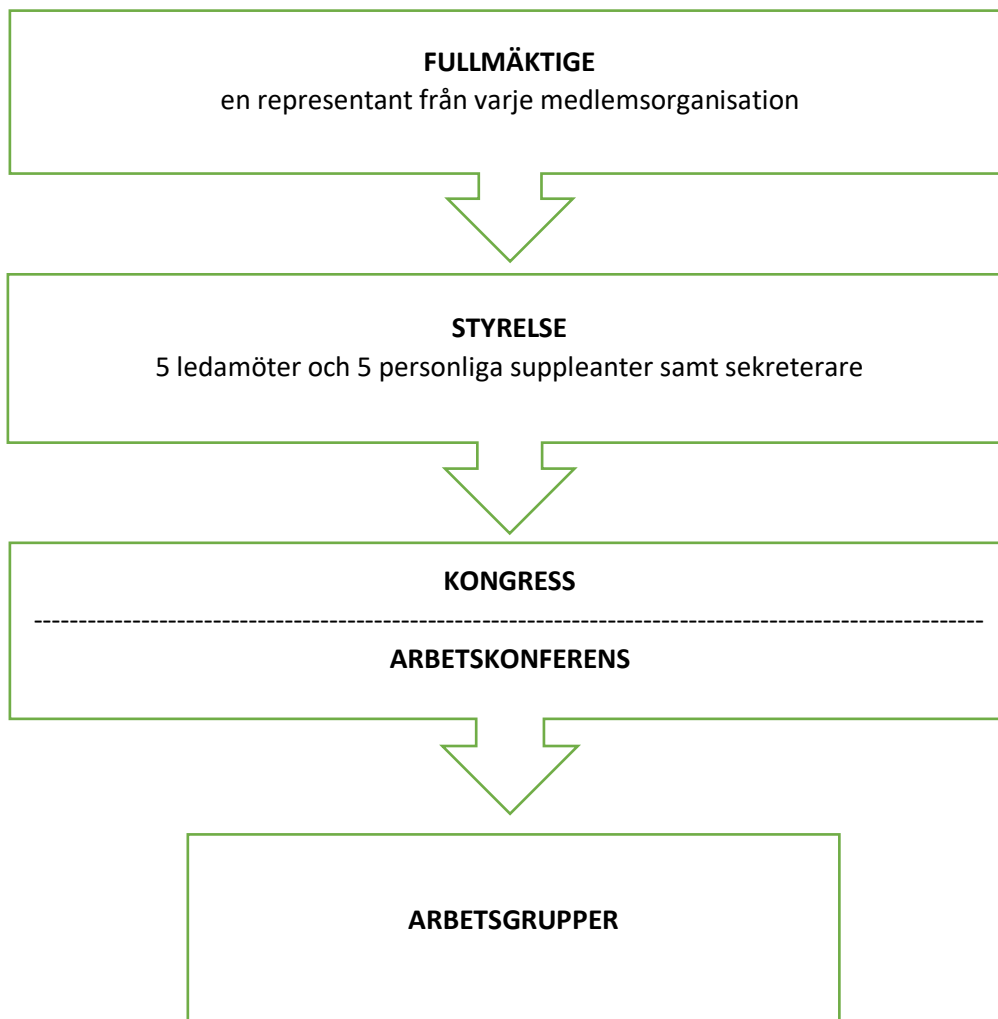 FULLMÄKTIGE
en representant från varje medlemsorganisation
STYRELSE
5 ledamöter och 5 personliga suppleanter samt sekreterare
KONGRESS
ARBETSKONFERENS
ARBETSGRUPPER